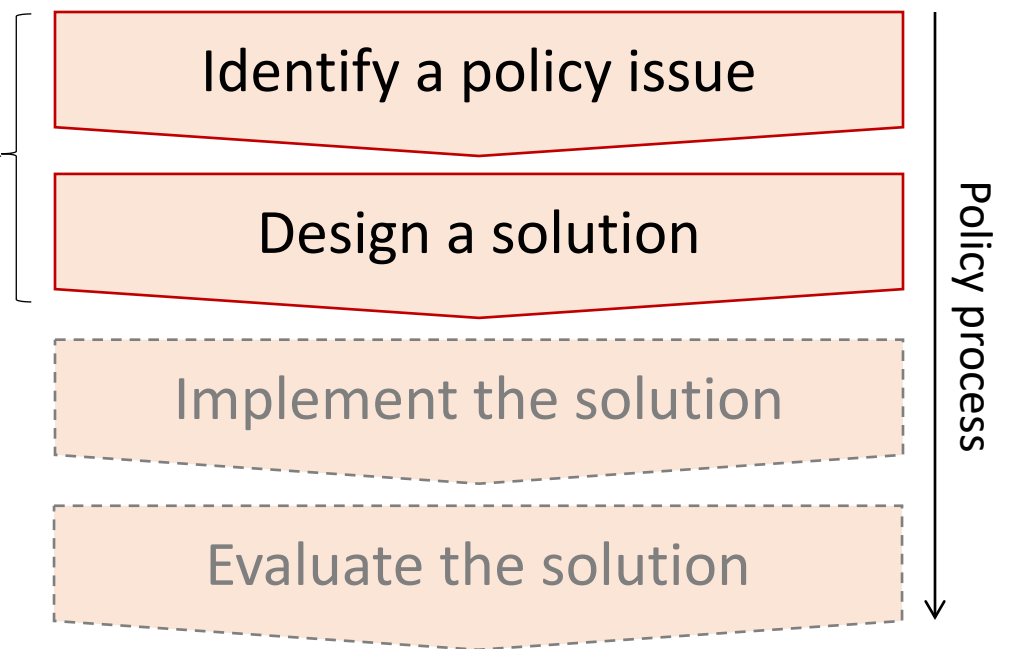 Identify a policy issue
Design a solution
Implement the solution
Evaluate the solution
Policy process